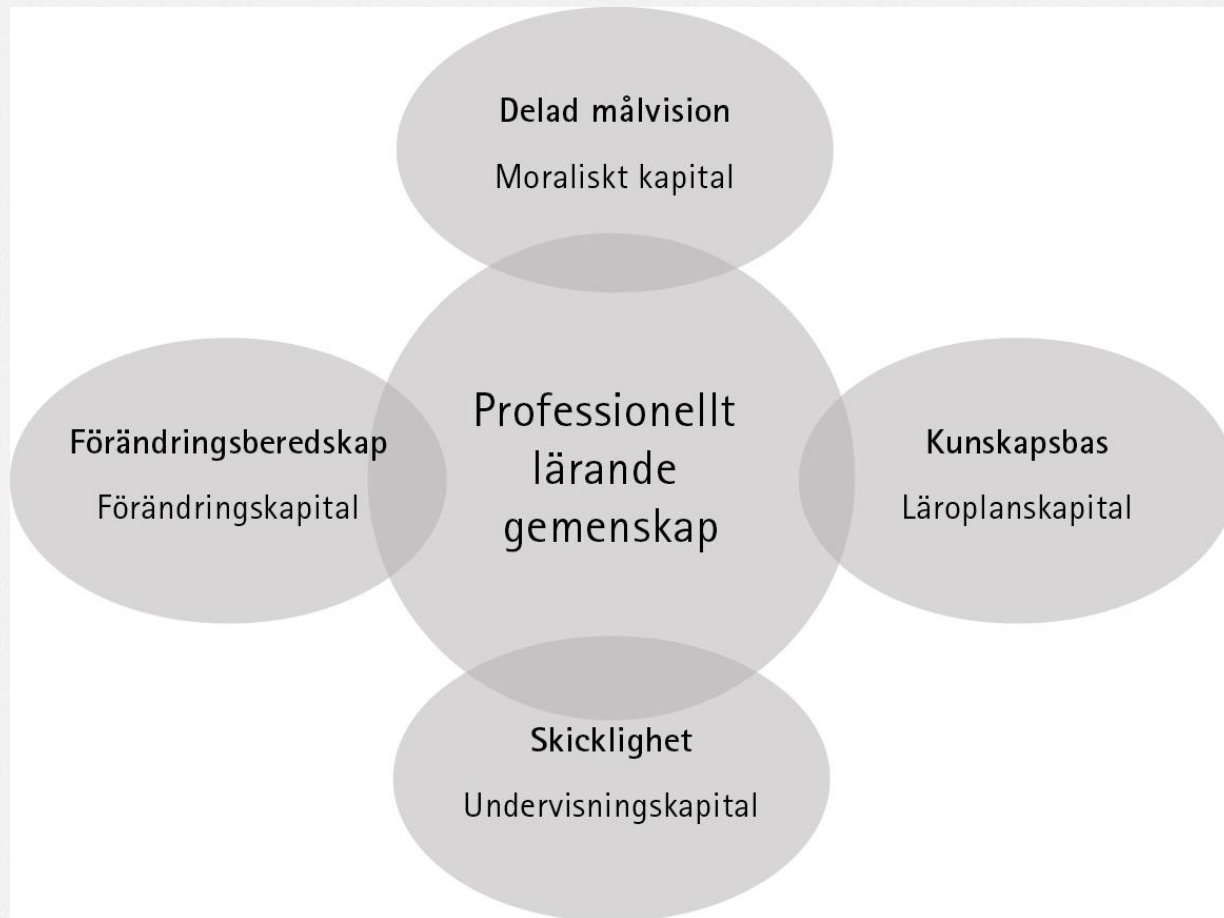 Delad målvision
Moraliskt kapital
Förändringsberedskap
Förändringskapital
Professionellt
lärande
gemenskap
Kunskapsbas
Läroplanskapital
Skicklighet
Undervisningskapital